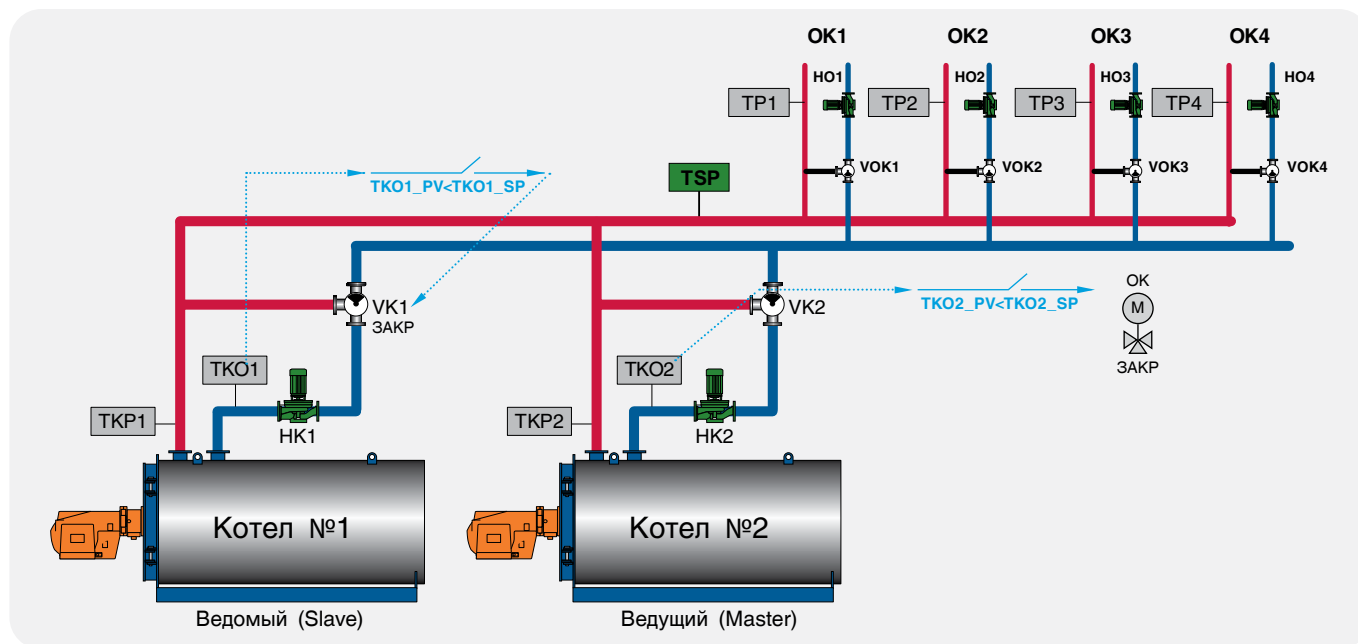 OK1
OK2
OK3
OK4
HO1
HO2
HO3
HO4
TP1
TP2
TP3
TP4
VOK1
VOK2
VOK3
VOK4
TKO1_PV<TKO1_SP
TSP
VK1
ЗАКР
VK2
TKO2_PV<TKO2_SP
ОК
M
ЗАКР
TKO1
TKO2
TKP1
TKP2
HK1
HK2
Котел №1
Котел №2
Ведомый (Slave)
Ведущий (Master)